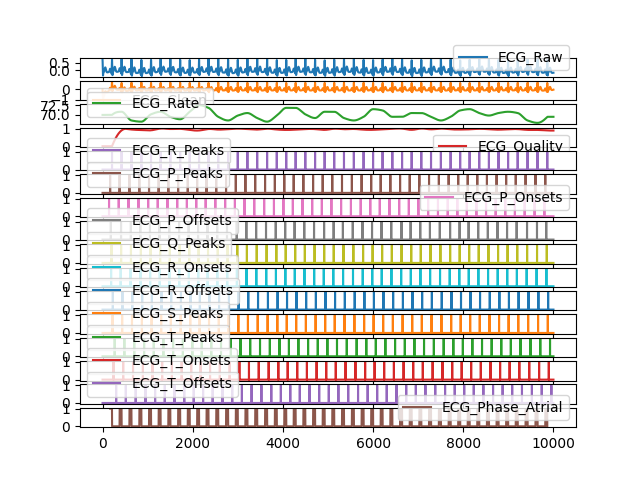 ECG_Raw
0.5
0.0
0
1
ECG_Rate
72.5
70.0
ECG_Quality
1
0
ECG_R_Peaks
1
0
ECG_P_Peaks
1
0
ECG_P_Onsets
1
0
ECG_P_Offsets
1
0
ECG_Q_Peaks
1
0
ECG_R_Onsets
1
0
ECG_R_Offsets
1
0
ECG_S_Peaks
1
0
ECG_T_Peaks
1
0
ECG_T_Onsets
1
0
ECG_T_Offsets
1
0
ECG_Phase_Atrial
1
0
0 2000 4000 6000 8000 10000